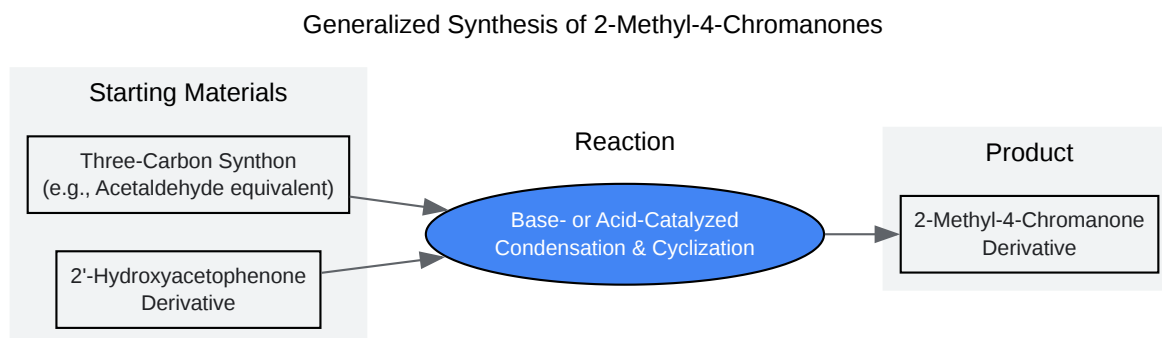 Generalized Synthesis of 2-Methyl-4-Chromanones
Starting Materials
Three-Carbon Synthon
(e.g., Acetaldehyde equivalent)
2'-Hydroxyacetophenone
Derivative
Reaction
Base- or Acid-Catalyzed
Condensation & Cyclization
Product
2-Methyl-4-Chromanone
Derivative